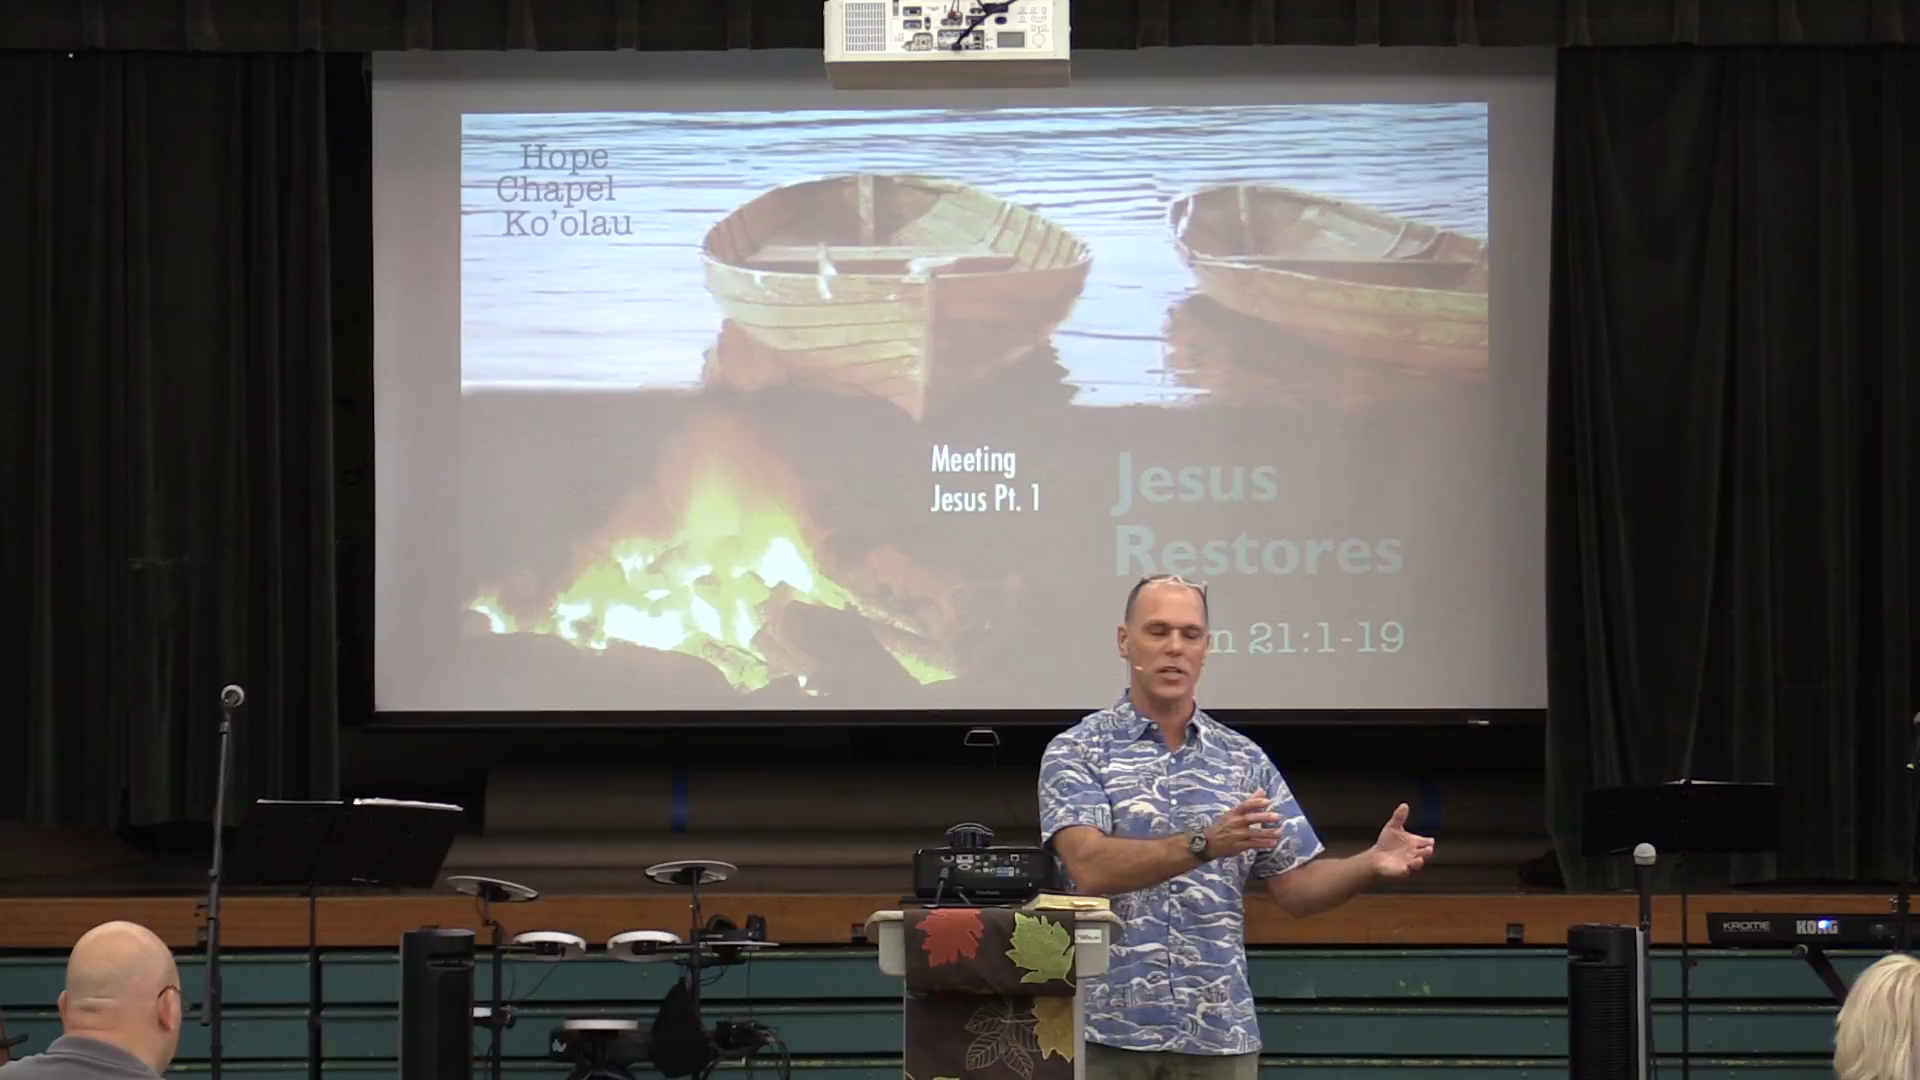 Hope
Chapel
Ko'olau
Meeting
Jesus Pt. 1
Jesus
Restores
21:1-19
KROME
KORG